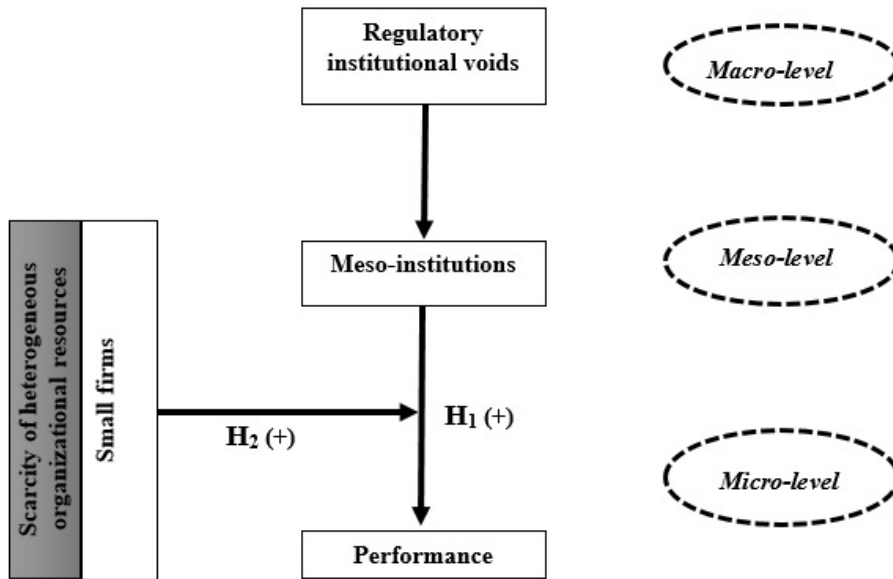 Regulatory
institutional voids
Macro-level
Meso-institutions
Meso-level
Scarcity of heterogeneous
organizational resources
Small firms
H₂ (+)
H₁ (+)
Micro-level
Performance